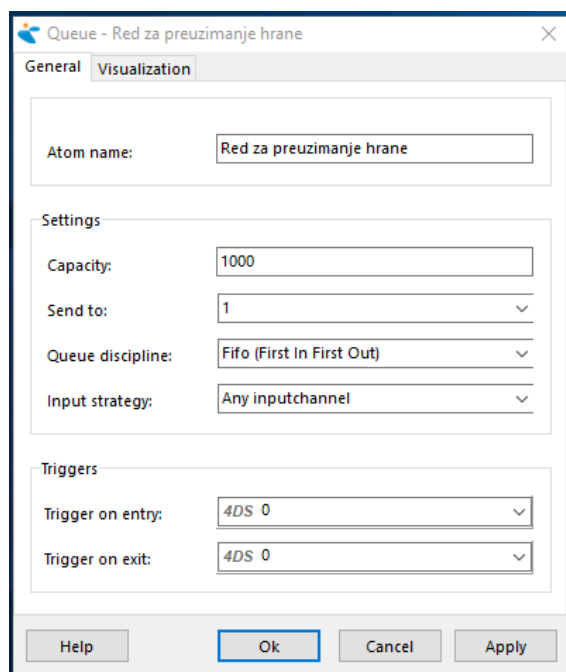 Queue - Red za preuzimanje hrane
General Visualization
Atom name: Red za preuzimanje hrane
Settings
Capacity: 1000
Send to: 1
Queue discipline: Fifo (First In First Out)
Input strategy: Any inputchannel
Triggers
Trigger on entry: 4DS 0
Trigger on exit: 4DS 0
Help Ok Cancel Apply